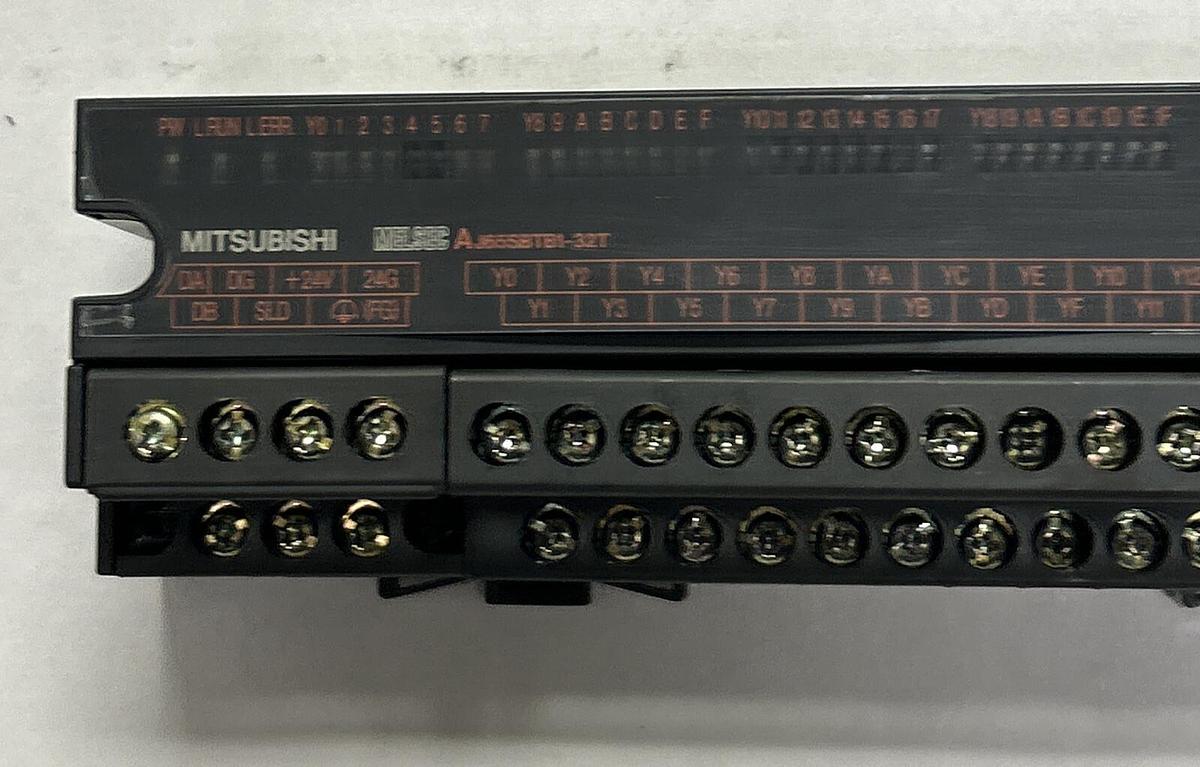 PW L RUN L ERR. Y0 1 2 3 4 5 6 7 Y8 9 A B C D E F Y10 11 12 13 14 15 16 17 Y18 19 1A 1B 1C 1D 1E 1F
MITSUBISHI MELSEC AJ65SBTB1-32T
DA DG +24V 24G Y0 Y2 Y4 Y6 Y8 YA YC YE Y10
DB SLD (FG) Y1 Y3 Y5 Y7 Y9 YB YD YF Y11